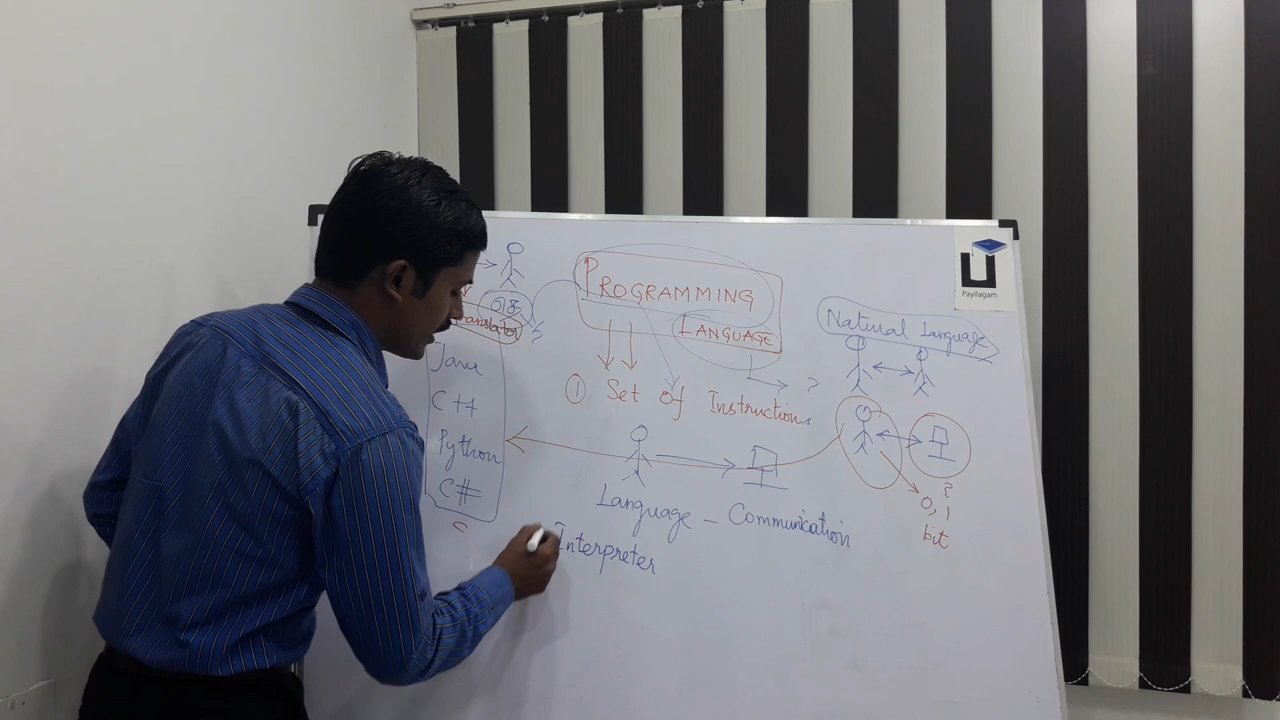 PROGRAMMING
LANGUAGE
?
① Set Of Instructions
Translator
Java
C++
Python
C#
C
Natural Language
?
0, 1
bit
Language - Communication
Interpreter
Payilagam